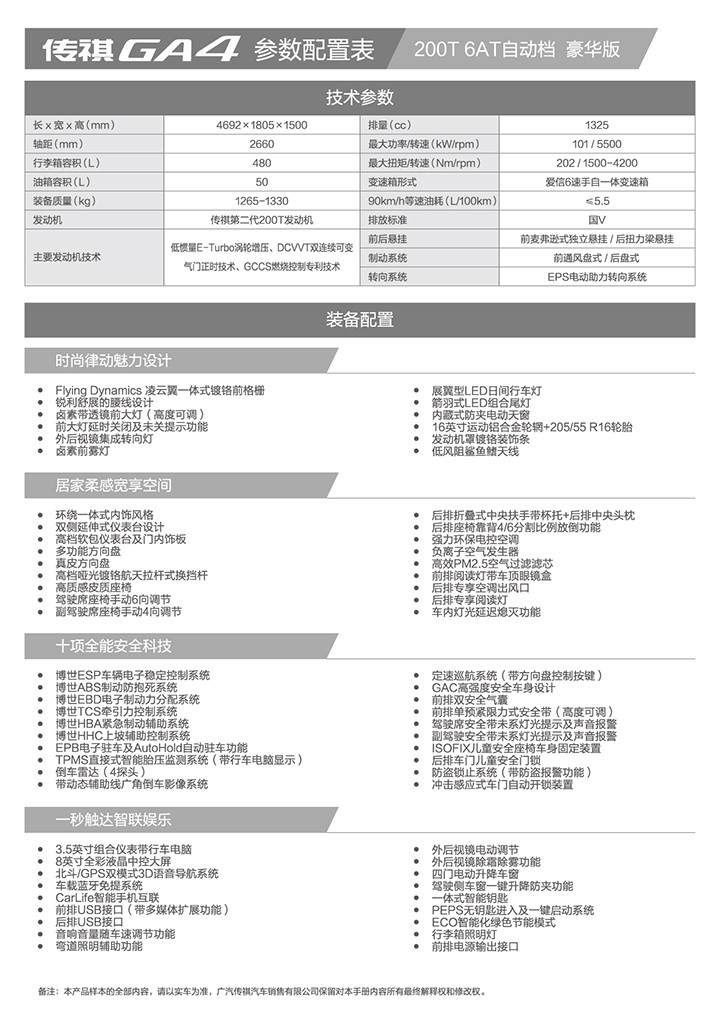 传祺GA4 参数配置表 200T 6AT自动档 豪华版
技术参数
长 x 宽 x 高 (mm) 4692×1805×1500 排量 (cc) 1325
轴距 (mm) 2660 最大功率/转速 (kW/rpm) 101 / 5500
行李箱容积 (L) 480 最大扭矩/转速 (Nm/rpm) 202 / 1500-4200
油箱容积 (L) 50 变速箱形式 爱信6速手自一体变速箱
装备质量 (kg) 1265-1330 90km/h等速油耗 (L/100km) ≤5.5
发动机 传祺第二代200T发动机 排放标准 国V
主要发动机技术 低惯量E-Turbo涡轮增压、DCVVT双连续可变
气门正时技术、GCCS燃烧控制专利技术
前后悬挂 前麦弗逊式独立悬挂 / 后扭力梁悬挂
制动系统 前通风盘式 / 后盘式
转向系统 EPS电动助力转向系统
装备配置
时尚律动魅力设计
● Flying Dynamics 凌云翼一体式镀铬前格栅
● 锐利舒展的腰线设计
● 卤素带透镜前大灯（高度可调）
● 前大灯延时关闭及未关提示功能
● 外后视镜集成转向灯
● 卤素前雾灯
● 展翼型LED日间行车灯
● 箭羽式LED组合尾灯
● 内藏式防夹电动天窗
● 16英寸运动铝合金轮辋+205/55 R16轮胎
● 发动机罩镀铬装饰条
● 低风阻鲨鱼鳍天线
居家柔感宽享空间
● 环绕一体式内饰风格
● 双侧延伸式仪表台设计
● 高档软包仪表台及门内饰板
● 多功能方向盘
● 真皮方向盘
● 高档哑光镀铬航天拉杆式换挡杆
● 高质感皮质座椅
● 驾驶席座椅手动6向调节
● 副驾驶席座椅手动4向调节
● 后排折叠式中央扶手带杯托+后排中央头枕
● 后排座椅靠背4/6分割比例放倒功能
● 强力环保电控空调
● 负离子空气发生器
● 高效PM2.5空气过滤滤芯
● 前排阅读灯带车顶眼镜盒
● 后排专享空调出风口
● 后排专享阅读灯
● 车内灯光延迟熄灭功能
十项全能安全科技
● 博世ESP车辆电子稳定控制系统
● 博世ABS制动防抱死系统
● 博世EBD电子制动力分配系统
● 博世TCS牵引力控制系统
● 博世HBA紧急制动辅助系统
● 博世HHC上坡辅助控制系统
● EPB电子驻车及AutoHold自动驻车功能
● TPMS直接式智能胎压监测系统（带行车电脑显示）
● 倒车雷达（4探头）
● 带动态辅助线广角倒车影像系统
● 定速巡航系统（带方向盘控制按键）
● GAC高强度安全车身设计
● 前排双安全气囊
● 前排单预紧限力式安全带（高度可调）
● 驾驶席安全带未系灯光提示及声音报警
● 副驾驶安全带未系灯光提示及声音报警
● ISOFIX儿童安全座椅车身固定装置
● 后排车门儿童安全门锁
● 防盗锁止系统（带防盗报警功能）
● 冲击感应式车门自动开锁装置
一秒触达智联娱乐
● 3.5英寸组合仪表带行车电脑
● 8英寸全彩液晶中控大屏
● 北斗/GPS双模式3D语音导航系统
● 车载蓝牙免提系统
● CarLife智能手机互联
● 前排USB接口（带多媒体扩展功能）
● 后排USB接口
● 音响音量随车速调节功能
● 弯道照明辅助功能
● 外后视镜电动调节
● 外后视镜除霜除雾功能
● 四门电动升降车窗
● 驾驶侧车窗一键升降防夹功能
● 一体式智能钥匙
● PEPS无钥匙进入及一键启动系统
● ECO智能化绿色节能模式
● 行李箱照明灯
● 前排电源输出接口
备注：本产品样本的全部内容，请以实车为准，广汽传祺汽车销售有限公司保留对本手册内容所有最终解释权和修改权。